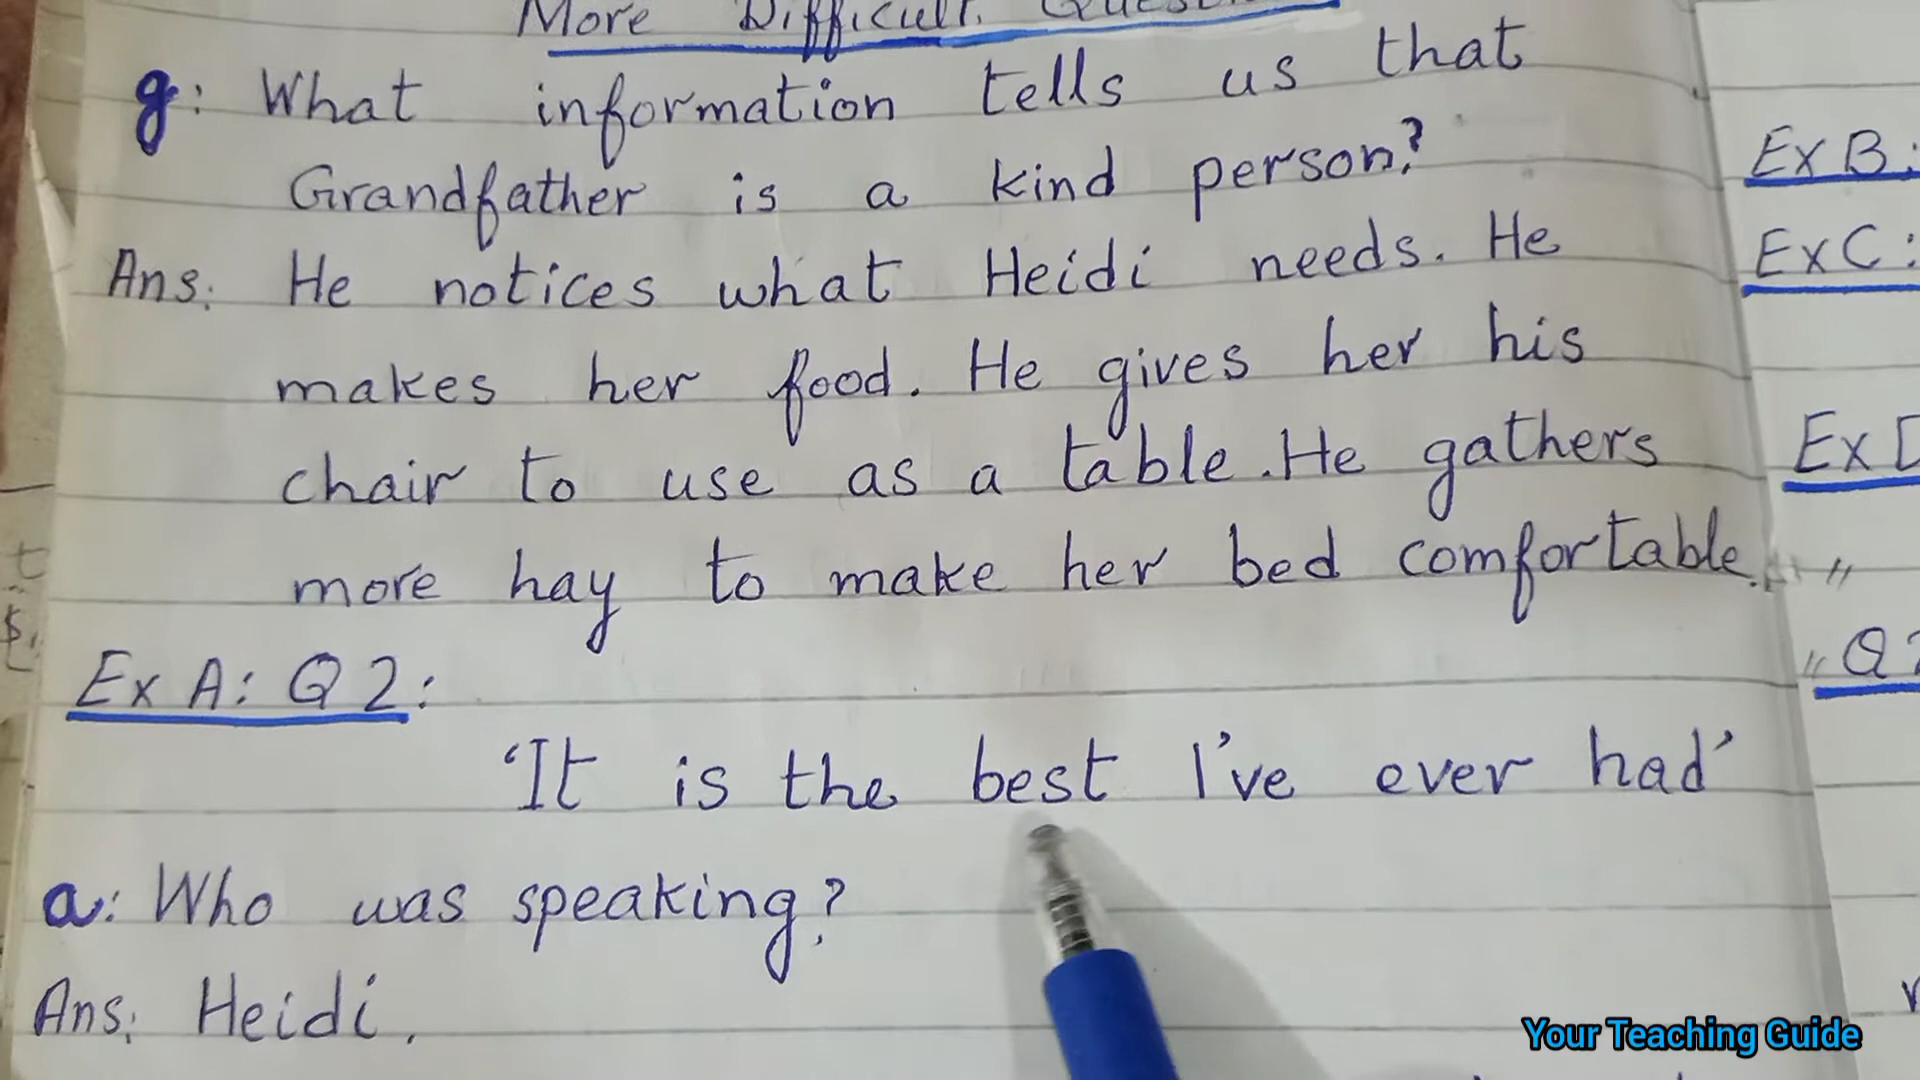 More Difficult
g: What information tells us that
Grandfather is a kind person?
Ans: He notices what Heidi needs. He
makes her food. He gives her his
chair to use as a table. He gathers
more hay to make her bed comfortable.
Ex A: Q 2:
'It is the best I've ever had'
a: Who was speaking?
Ans: Heidi.
Ex B:
Ex C:
Ex
"
" Q
Your Teaching Guide